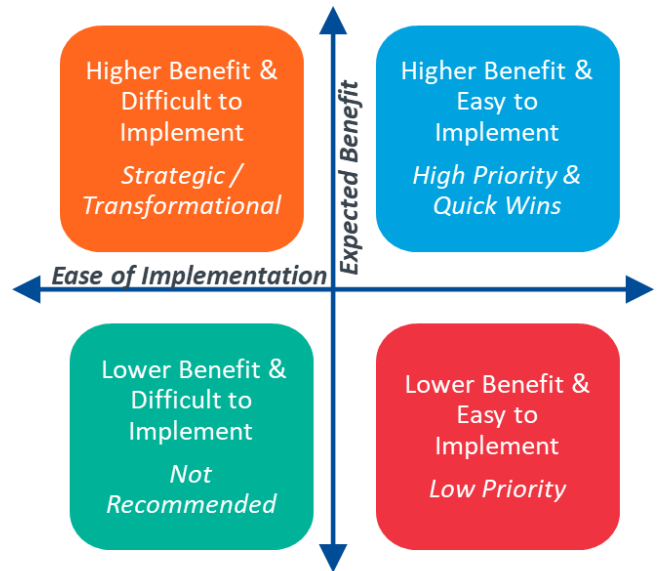 Higher Benefit &
Difficult to
Implement
Strategic /
Transformational
Expected Benefit
Higher Benefit &
Easy to
Implement
High Priority &
Quick Wins
Ease of Implementation
Lower Benefit &
Difficult to
Implement
Not
Recommended
Lower Benefit &
Easy to
Implement
Low Priority